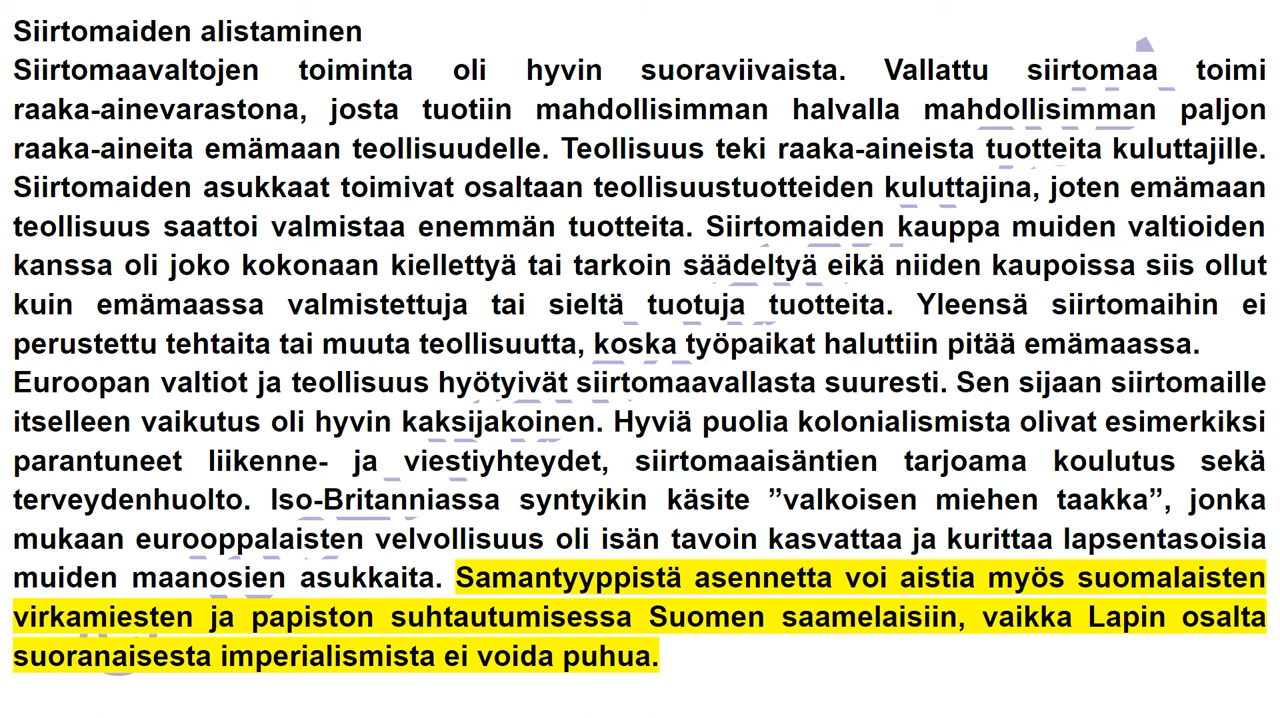 Siirtomaiden alistaminen
Siirtomaavaltojen toiminta oli hyvin suoraviivaista. Vallattu siirtomaa toimi
raaka-ainevarastona, josta tuotiin mahdollisimman halvalla mahdollisimman paljon
raaka-aineita emämaan teollisuudelle. Teollisuus teki raaka-aineista tuotteita kuluttajille.
Siirtomaiden asukkaat toimivat osaltaan teollisuustuotteiden kuluttajina, joten emämaan
teollisuus saattoi valmistaa enemmän tuotteita. Siirtomaiden kauppa muiden valtioiden
kanssa oli joko kokonaan kiellettyä tai tarkoin säädeltyä eikä niiden kaupoissa siis ollut
kuin emämaassa valmistettuja tai sieltä tuotuja tuotteita. Yleensä siirtomaihin ei
perustettu tehtaita tai muuta teollisuutta, koska työpaikat haluttiin pitää emämaassa.
Euroopan valtiot ja teollisuus hyötyivät siirtomaavallasta suuresti. Sen sijaan siirtomaille
itselleen vaikutus oli hyvin kaksijakoinen. Hyviä puolia kolonialismista olivat esimerkiksi
parantuneet liikenne- ja viestiyhteydet, siirtomaaisäntien tarjoama koulutus sekä
terveydenhuolto. Iso-Britanniassa syntyikin käsite ”valkoisen miehen taakka”, jonka
mukaan eurooppalaisten velvollisuus oli isän tavoin kasvattaa ja kurittaa lapsentasoisia
muiden maanosien asukkaita. Samantyyppistä asennetta voi aistia myös suomalaisten
virkamiesten ja papiston suhtautumisessa Suomen saamelaisiin, vaikka Lapin osalta
suoranaisesta imperialismista ei voida puhua.